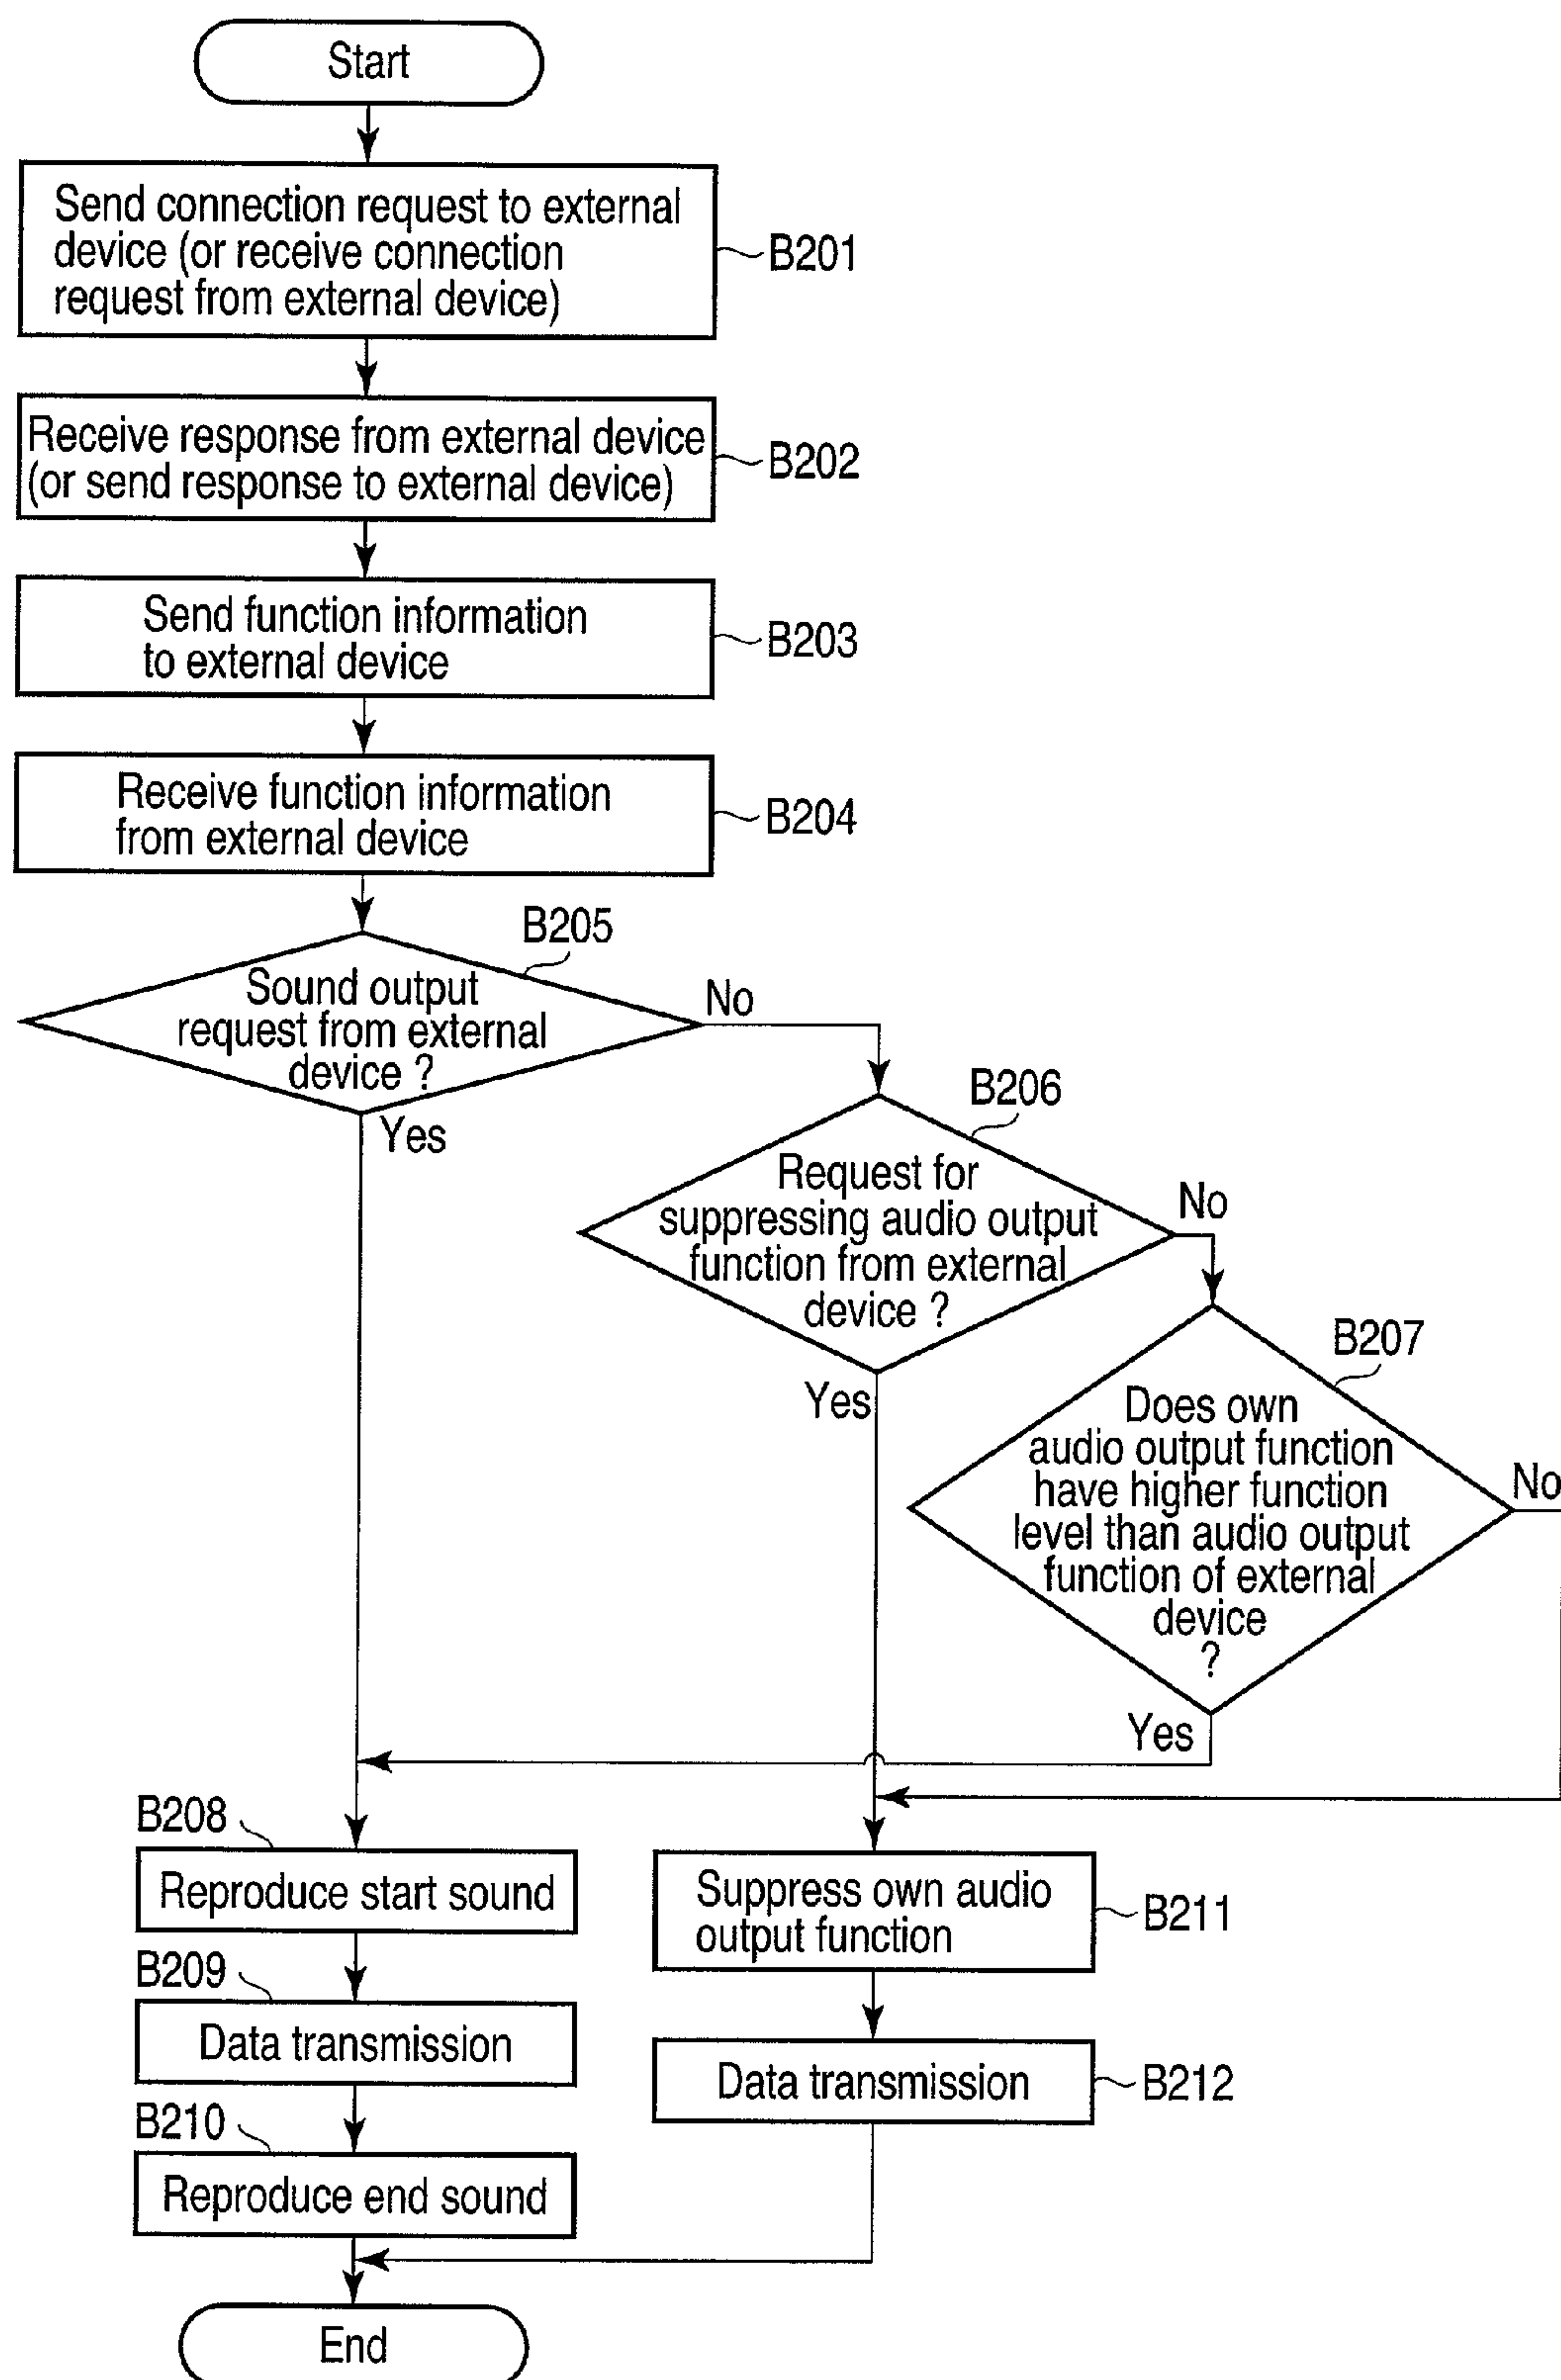 Start
Send connection request to external
device (or receive connection
request from external device)
B201
Receive response from external device
(or send response to external device)
B202
Send function information
to external device
B203
Receive function information
from external device
B204
B205
Sound output
request from external
device ?
No
Yes
B206
Request for
suppressing audio output
function from external
device ?
No
Yes
B207
Does own
audio output function
have higher function
level than audio output
function of external
device
?
No
Yes
B208
Reproduce start sound
B209
Data transmission
B210
Reproduce end sound
Suppress own audio
output function
B211
Data transmission
B212
End